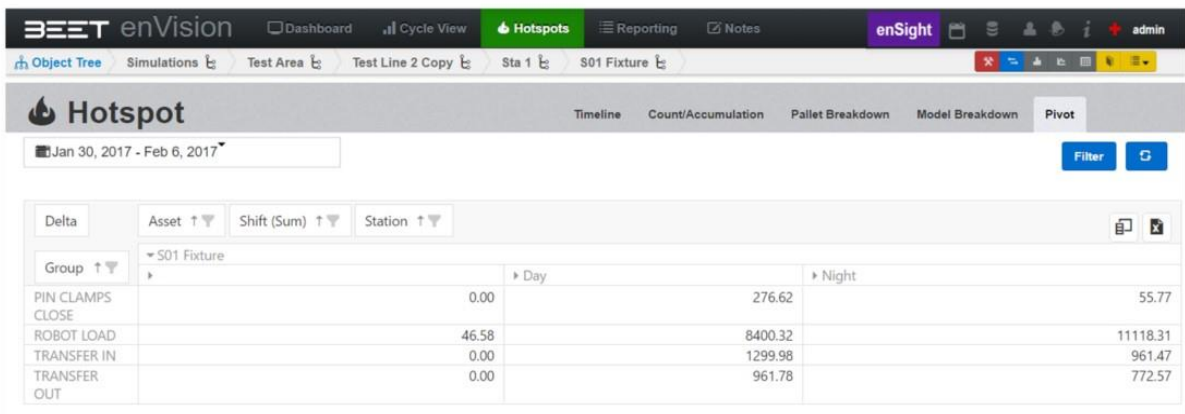 BEET enVision Dashboard Cycle View Hotspots Reporting Notes enSight admin
Object Tree Simulations Test Area Test Line 2 Copy Sta 1 S01 Fixture
Hotspot Timeline Count/Accumulation Pallet Breakdown Model Breakdown Pivot
Jan 30, 2017 - Feb 6, 2017 Filter
Delta Asset Shift (Sum) Station
Group S01 Fixture
Day Night
PIN CLAMPS CLOSE 0.00 276.62 55.77
ROBOT LOAD 46.58 8400.32 11118.31
TRANSFER IN 0.00 1299.98 961.47
TRANSFER OUT 0.00 961.78 772.57